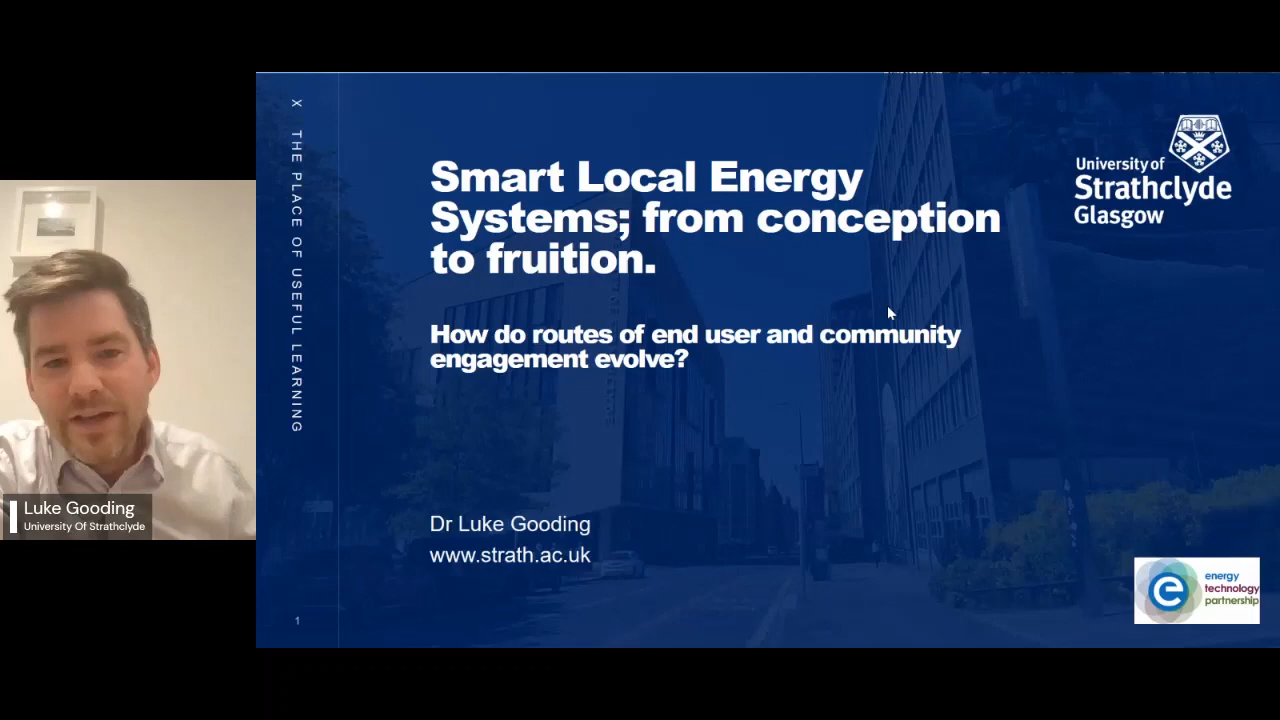 X THE PLACE OF USEFUL LEARNING
Smart Local Energy
Systems; from conception
to fruition.
How do routes of end user and community
engagement evolve?
Dr Luke Gooding
www.strath.ac.uk
1
University of
Strathclyde
Glasgow
e energy
technology
partnership
Luke Gooding
University Of Strathclyde